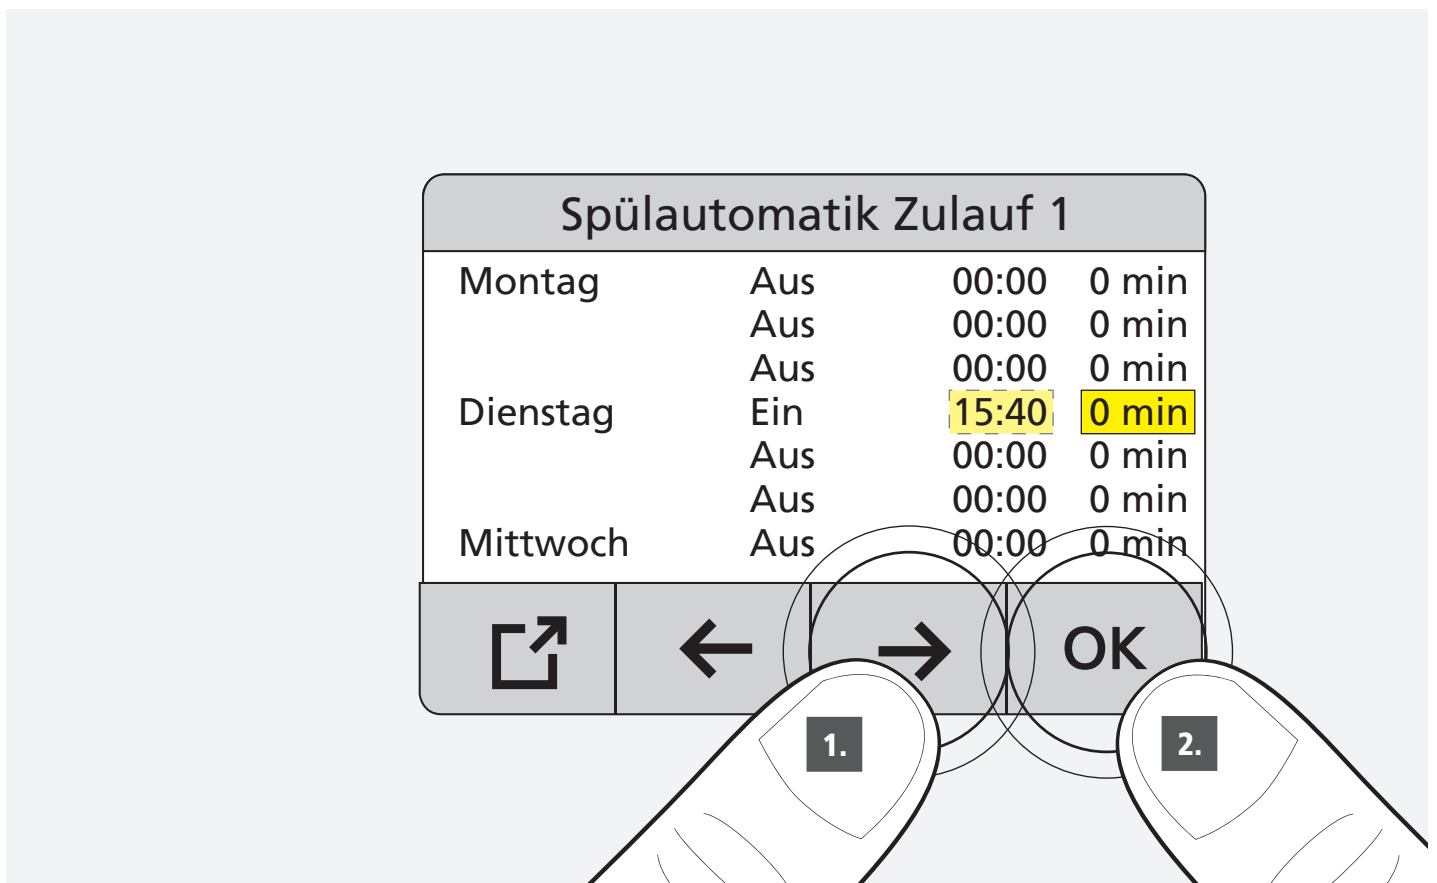 Spülautomatik Zulauf 1
Montag Aus 00:00 0 min
Aus 00:00 0 min
Aus 00:00 0 min
Dienstag Ein 15:40 0 min
Aus 00:00 0 min
Aus 00:00 0 min
Mittwoch Aus 00:00 0 min
OK
1. 2.